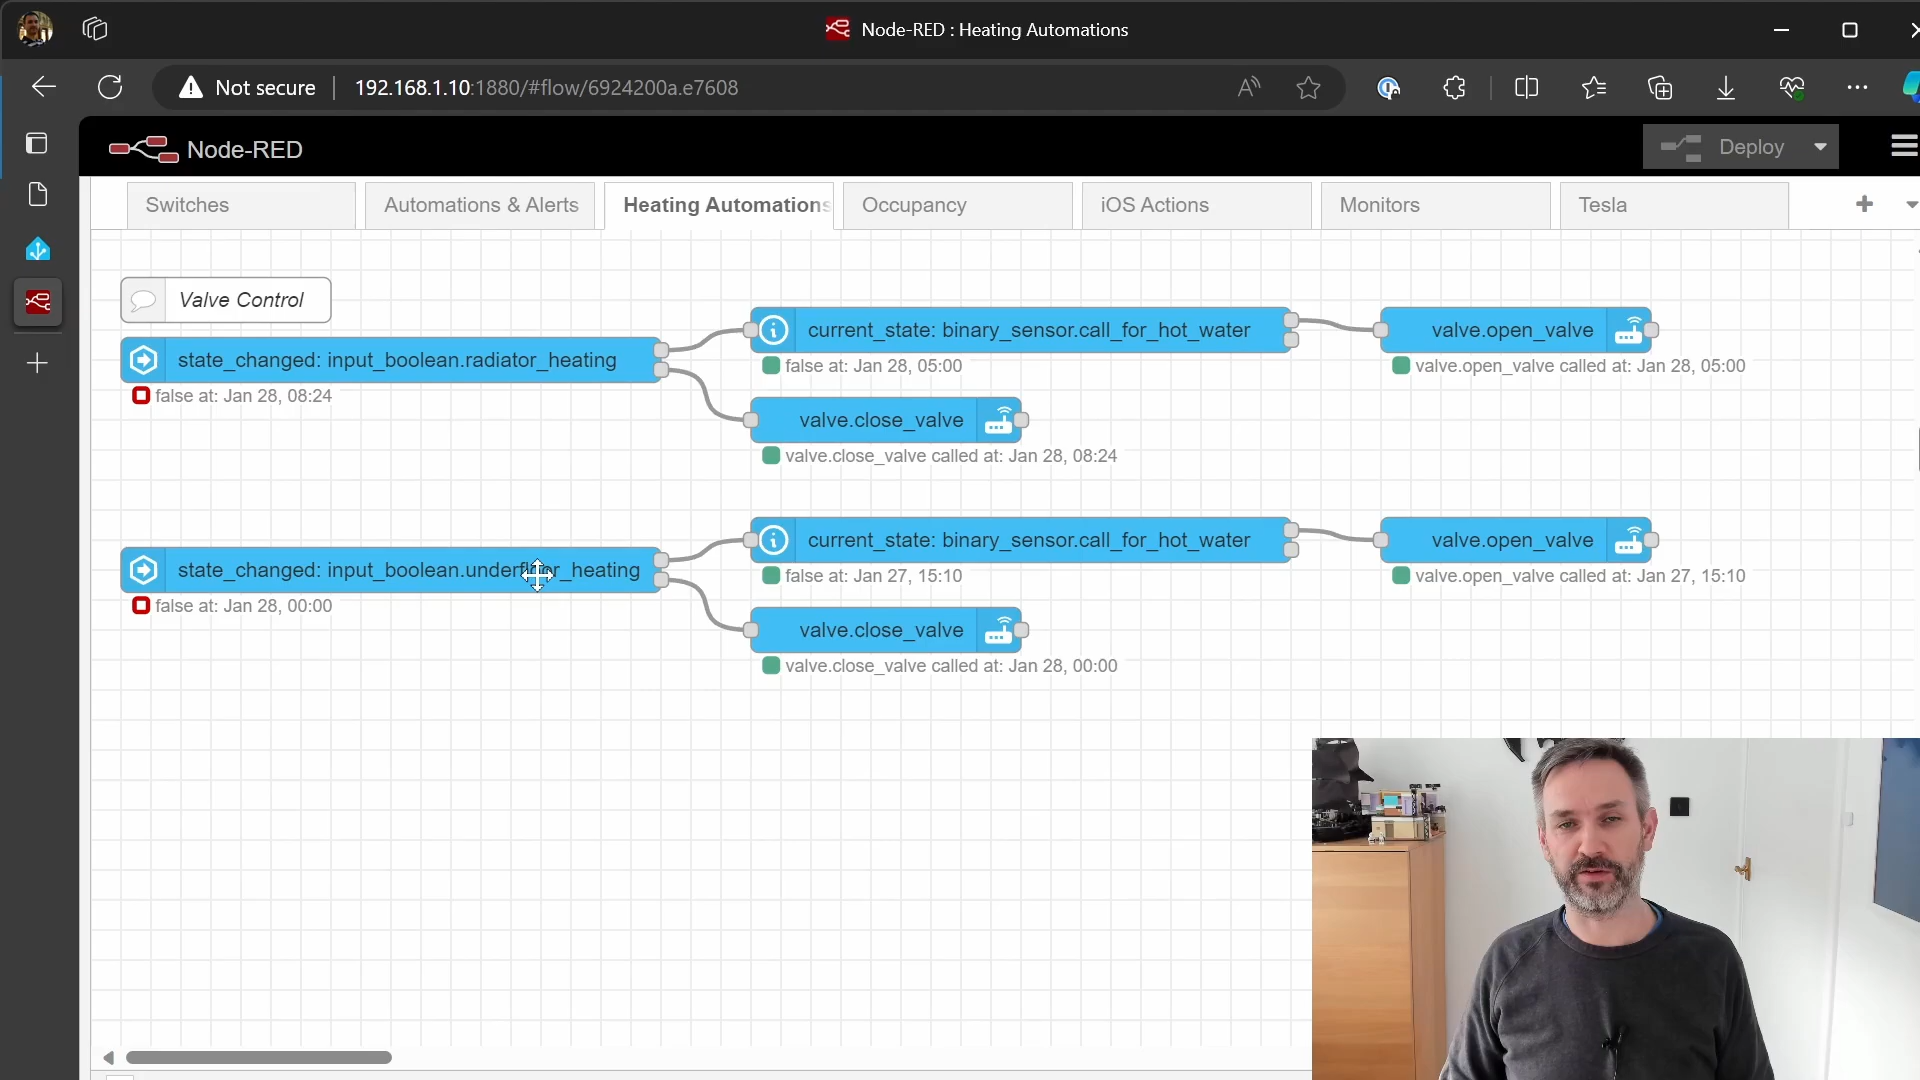 Node-RED : Heating Automations
Not secure
192.168.1.10:1880/#flow/6924200a.e7608
Node-RED
Deploy
Switches
Automations & Alerts
Heating Automations
Occupancy
iOS Actions
Monitors
Tesla
Valve Control
state_changed: input_boolean.radiator_heating
false at: Jan 28, 08:24
current_state: binary_sensor.call_for_hot_water
false at: Jan 28, 05:00
valve.open_valve
valve.open_valve called at: Jan 28, 05:00
valve.close_valve
valve.close_valve called at: Jan 28, 08:24
state_changed: input_boolean.underfloor_heating
false at: Jan 28, 00:00
current_state: binary_sensor.call_for_hot_water
false at: Jan 27, 15:10
valve.open_valve
valve.open_valve called at: Jan 27, 15:10
valve.close_valve
valve.close_valve called at: Jan 28, 00:00